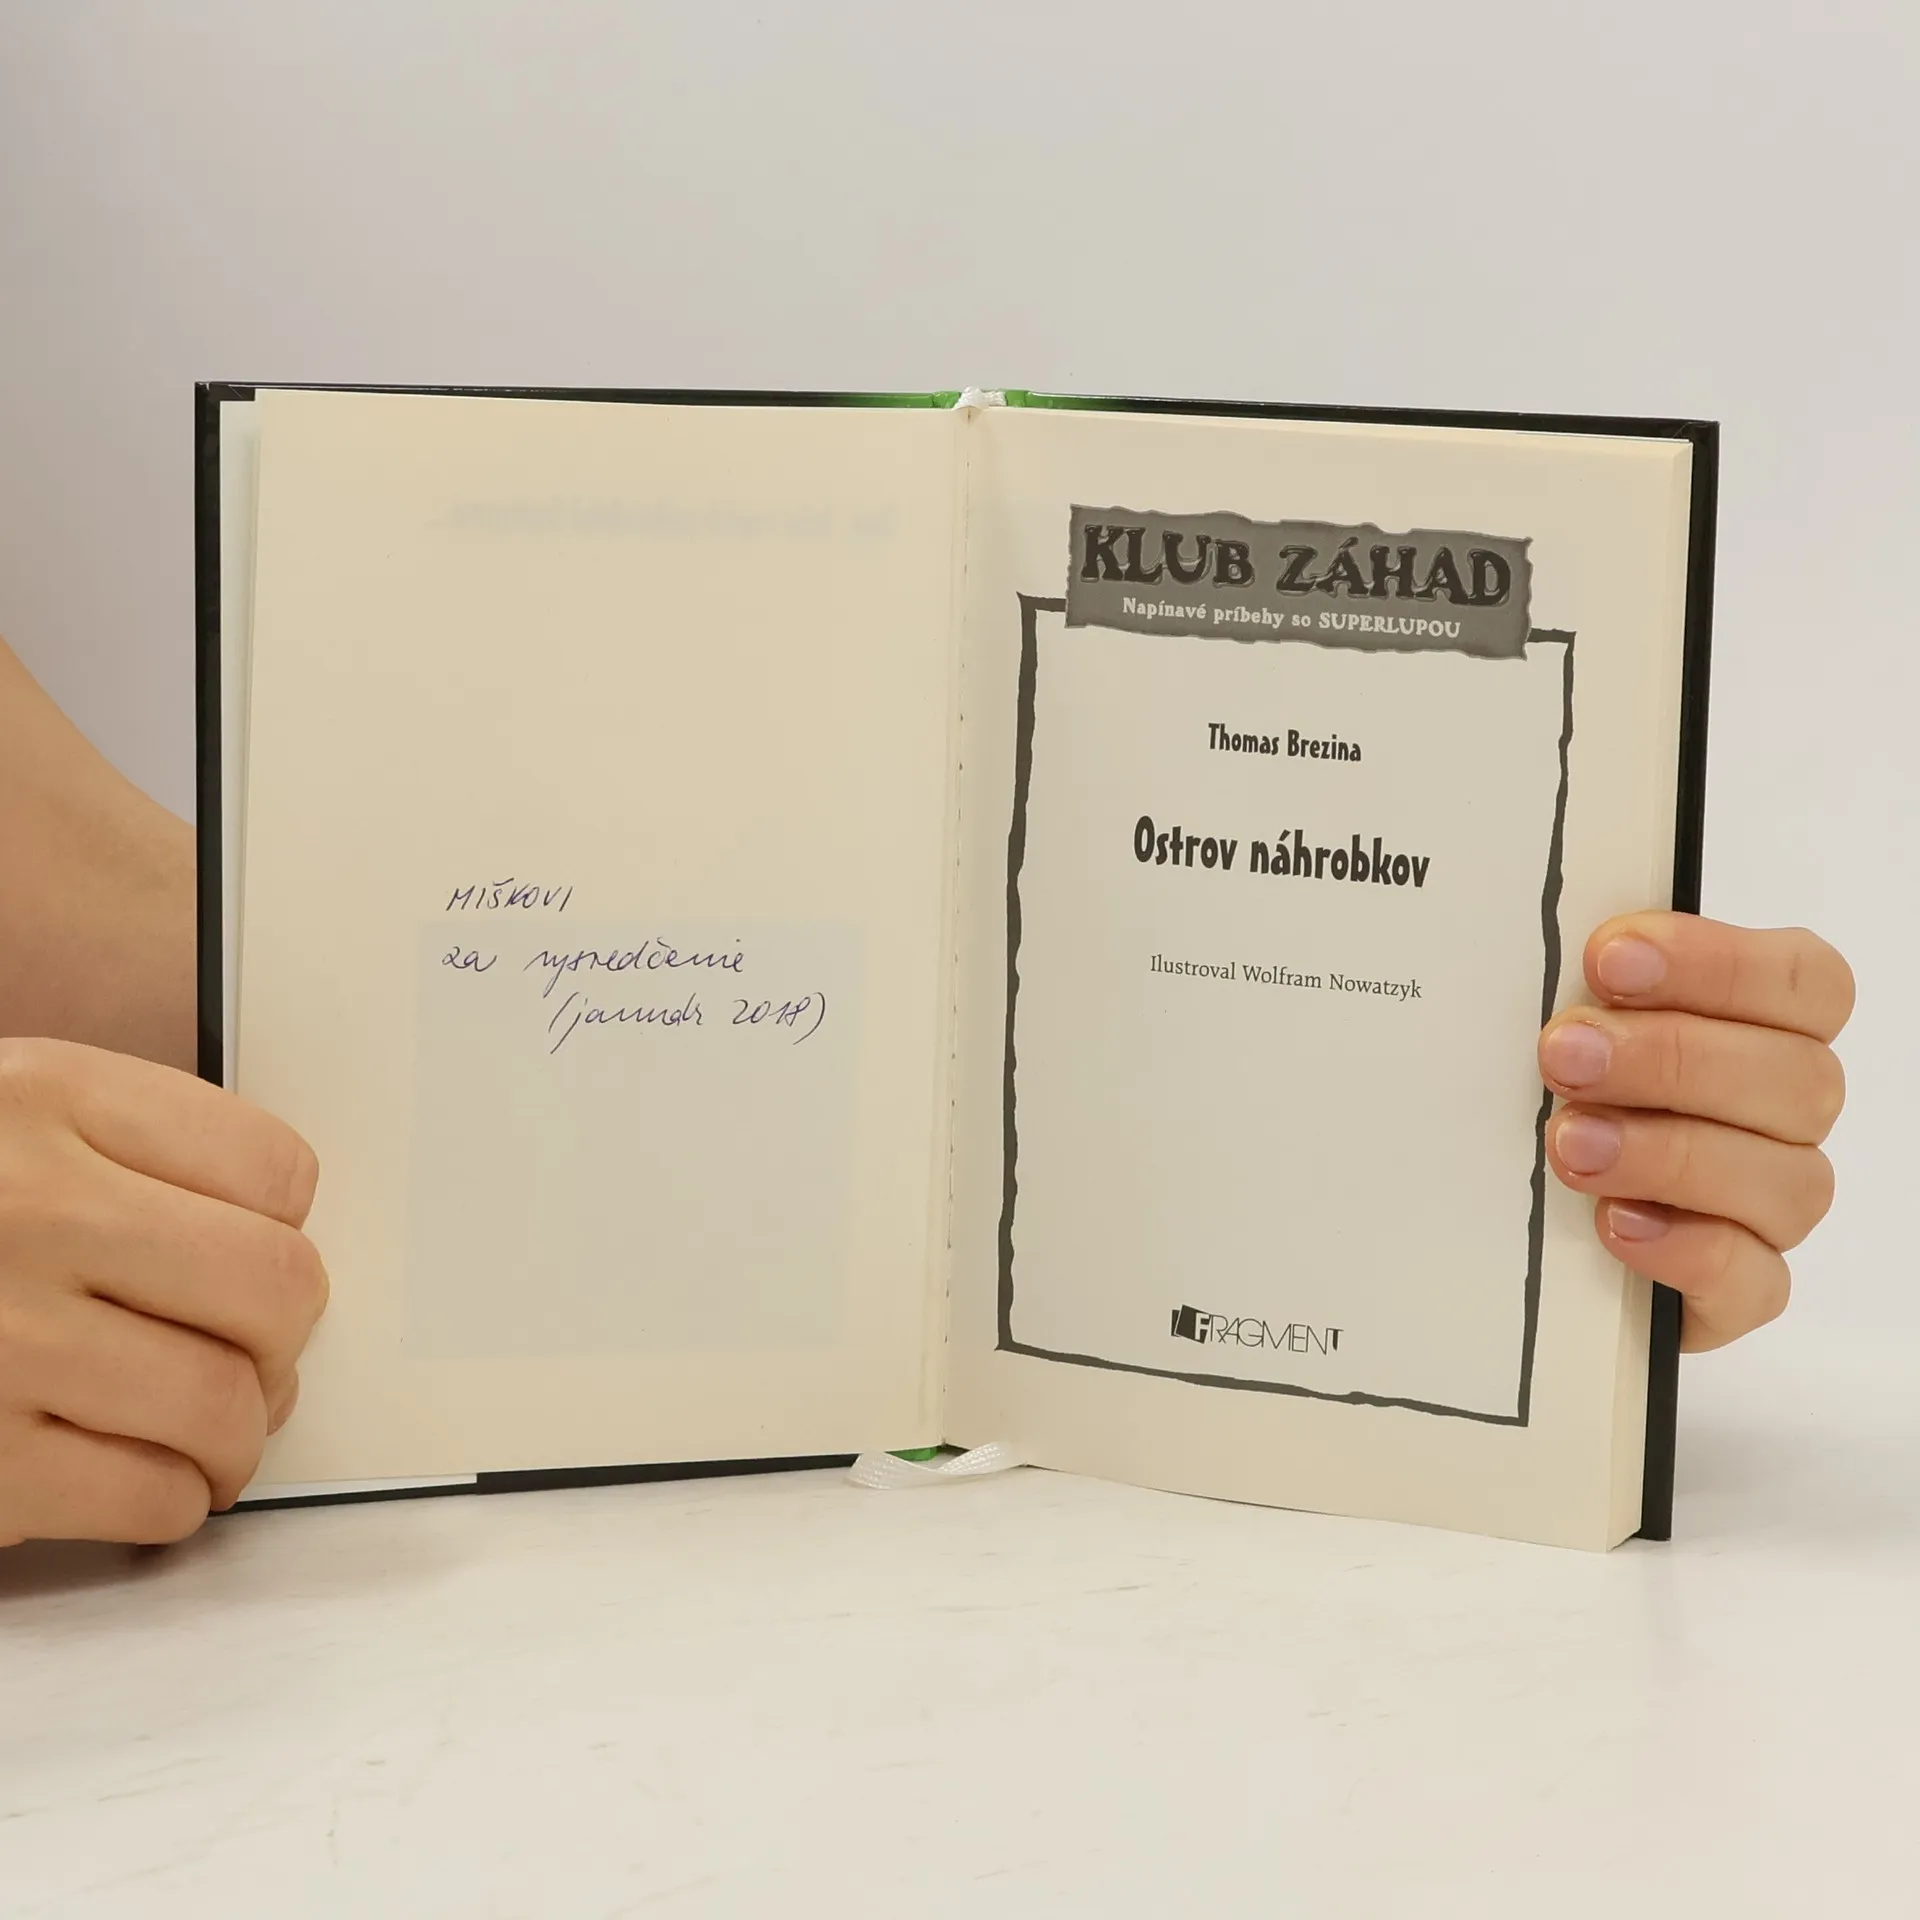 MIŠKOVI
za vysvedčenie
(január 2018)
KLUB ZÁHAD
Napínavé príbehy so SUPERLUPOU
Thomas Brezina
Ostrov náhrobkov
Ilustroval Wolfram Nowatzyk
FRAGMENT